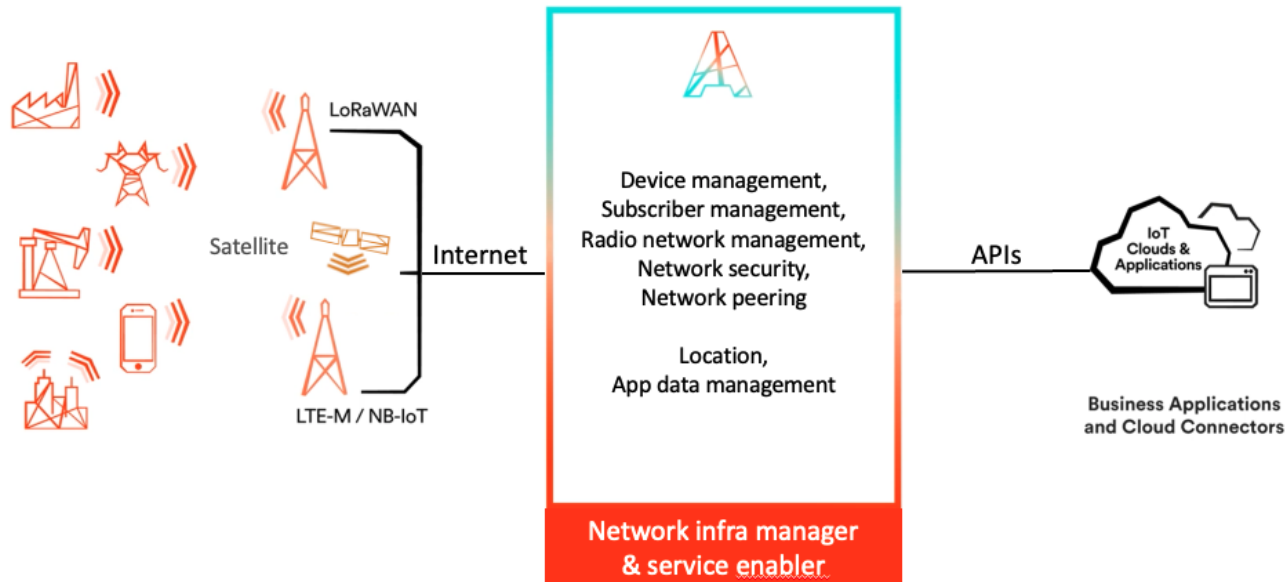 LoRaWAN
Satellite
LTE-M / NB-IoT
Internet
Device management,
Subscriber management,
Radio network management,
Network security,
Network peering
Location,
App data management
Network infra manager
& service enabler
APIs
IoT
Clouds &
Applications
Business Applications
and Cloud Connectors